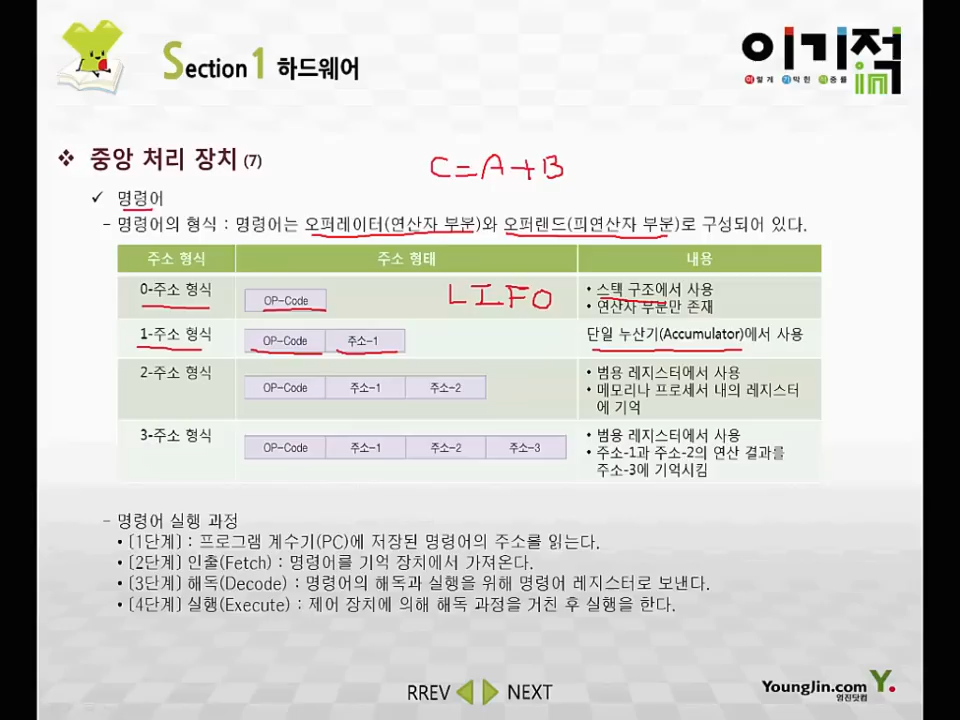 Section 1 하드웨어
이기적in
이렇게 기막힌 적중률
❖ 중앙 처리 장치 (7)
C=A+B
✓ 명령어
- 명령어의 형식 : 명령어는 오퍼레이터(연산자 부분)와 오퍼랜드(피연산자 부분)로 구성되어 있다.
주소 형식 주소 형태 내용
0-주소 형식
OP-Code
LIFO
• 스택 구조에서 사용
• 연산자 부분만 존재
1-주소 형식
OP-Code 주소-1
단일 누산기(Accumulator)에서 사용
2-주소 형식
OP-Code 주소-1 주소-2
• 범용 레지스터에서 사용
• 메모리나 프로세서 내의 레지스터
에 기억
3-주소 형식
OP-Code 주소-1 주소-2 주소-3
• 범용 레지스터에서 사용
• 주소-1과 주소-2의 연산 결과를
주소-3에 기억시킴
- 명령어 실행 과정
• [1단계] : 프로그램 계수기(PC)에 저장된 명령어의 주소를 읽는다.
• [2단계] 인출(Fetch) : 명령어를 기억 장치에서 가져온다.
• [3단계] 해독(Decode) : 명령어의 해독과 실행을 위해 명령어 레지스터로 보낸다.
• [4단계] 실행(Execute) : 제어 장치에 의해 해독 과정을 거친 후 실행을 한다.
RREV NEXT
YoungJin.com Y.
영진닷컴